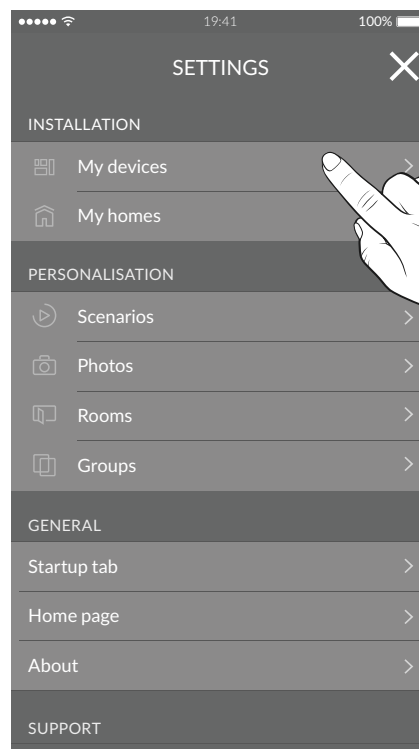 19:41
100%
SETTINGS
INSTALLATION
My devices
My homes
PERSONALISATION
Scenarios
Photos
Rooms
Groups
GENERAL
Startup tab
Home page
About
SUPPORT